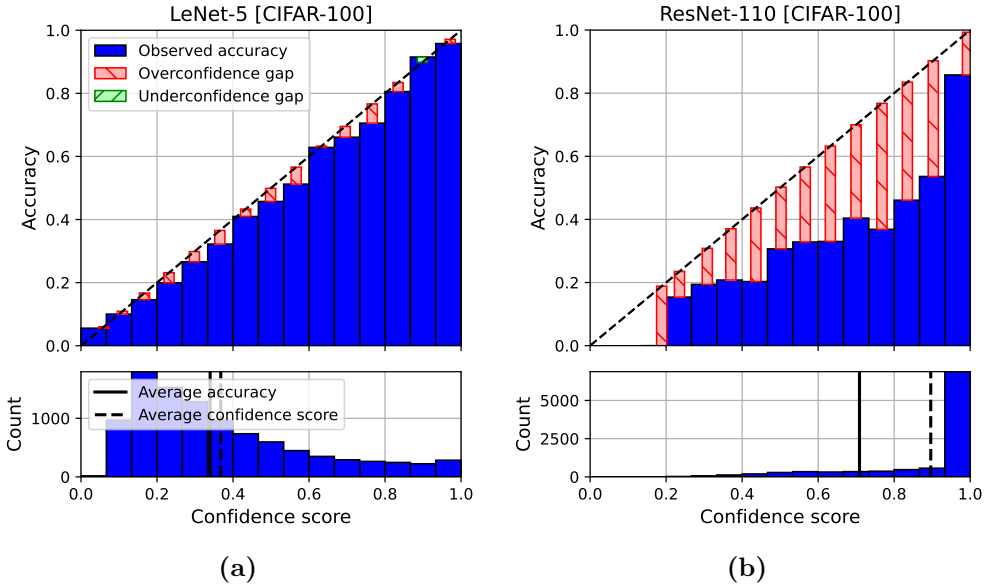 LeNet-5 [CIFAR-100]
1.0
0.8
0.6
0.4
0.2
0.0
Accuracy
Observed accuracy
Overconfidence gap
Underconfidence gap
1000
0
Count
Average accuracy
Average confidence score
0.0 0.2 0.4 0.6 0.8 1.0
Confidence score
(a)
ResNet-110 [CIFAR-100]
1.0
0.8
0.6
0.4
0.2
0.0
Accuracy
5000
2500
0
Count
0.0 0.2 0.4 0.6 0.8 1.0
Confidence score
(b)